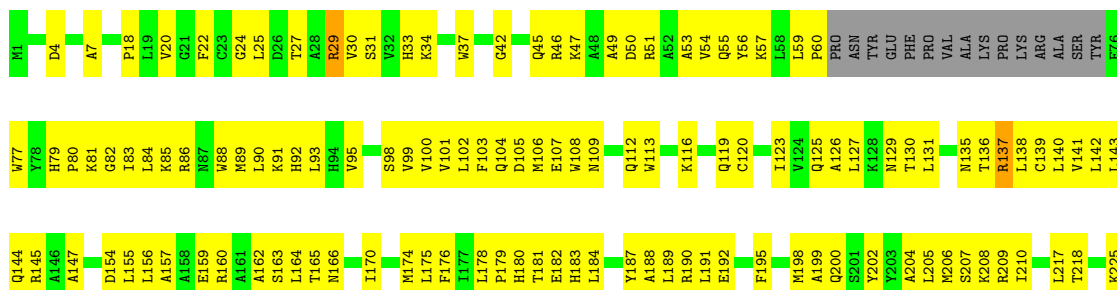 M1 D4 A7 P18 L19 V20 G21 F22 C23 G24 L25 D26 T27 A28 R29 V30 S31 V32 H33 K34 W37 G42 Q45 R46 K47 A48 A49 D50 R51 A52 A53 V54 Q55 Y56 K57 L58 L59 P60 PRO ASN TYR GLU PHE PRO VAL ALA LYS PRO LYS ARG ALA SER TYR E76
W77 Y78 H79 P80 K81 G82 I83 L84 K85 R86 N87 W88 M89 L90 K91 H92 L93 H94 V95 S98 V99 V100 V101 L102 F103 Q104 D105 M106 E107 W108 N109 Q112 W113 K116 Q119 C120 I123 V124 Q125 A126 L127 K128 N129 T130 L131 N135 T136 R137 L138 C139 L140 V141 L142 L143
Q144 R145 A146 A147 D154 L155 L156 A157 A158 E159 R160 A161 A162 S163 L164 T165 N166 I170 M174 L175 F176 I177 L178 P179 H180 T181 E182 H183 L184 Y187 A188 L189 R190 L191 E192 F195 M198 A199 Q200 S201 Y202 Y203 A204 L205 M206 S207 K208 R209 I210 L217 T218 K225